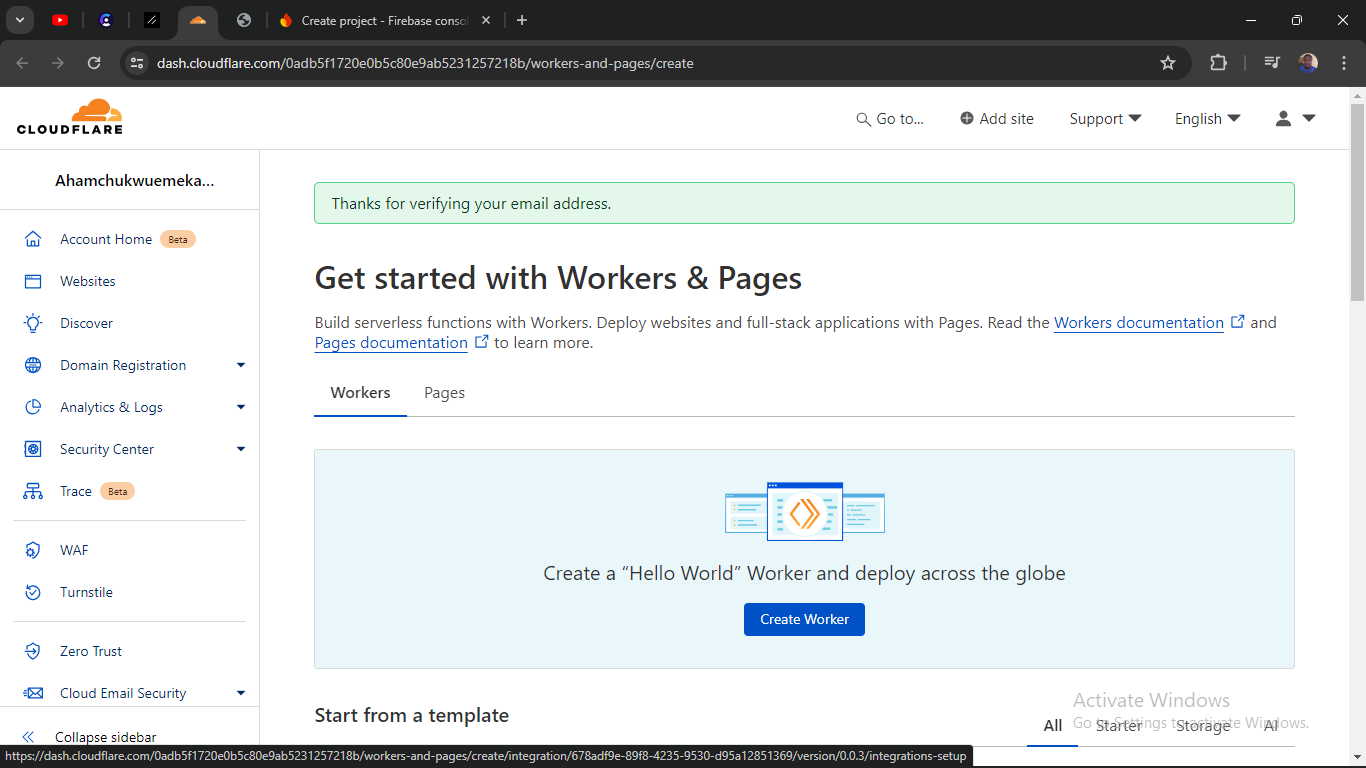 Create project - Firebase consol
dash.cloudflare.com/0adb5f1720e0b5c80e9ab5231257218b/workers-and-pages/create
CLOUDFLARE
Go to...
Add site
Support
English
Ahamchukwuemeka...
Account Home Beta
Websites
Discover
Domain Registration
Analytics & Logs
Security Center
Trace Beta
WAF
Turnstile
Zero Trust
Cloud Email Security
Collapse sidebar
Thanks for verifying your email address.
Get started with Workers & Pages
Build serverless functions with Workers. Deploy websites and full-stack applications with Pages. Read the Workers documentation and
Pages documentation to learn more.
Workers Pages
Create a “Hello World” Worker and deploy across the globe
Create Worker
Start from a template
All Starter Storage AI
Activate Windows
Go to Settings to activate Windows.
https://dash.cloudflare.com/0adb5f1720e0b5c80e9ab5231257218b/workers-and-pages/create/integration/678adf9e-89f8-4235-9530-d95a12851369/version/0.0.3/integrations-setup